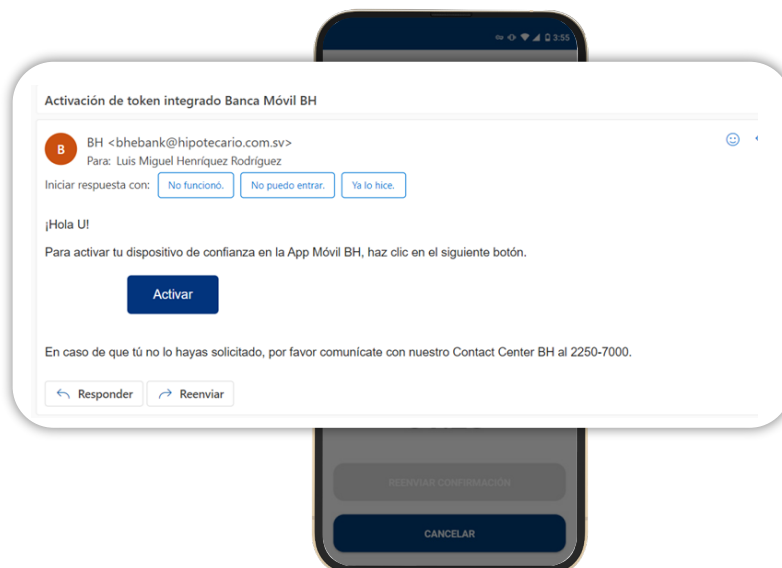 3:55
Activación de token integrado Banca Móvil BH
B
BH <bhebank@hipotecario.com.sv>
Para: Luis Miguel Henríquez Rodríguez
Iniciar respuesta con: No funcionó. No puedo entrar. Ya lo hice.
¡Hola U!
Para activar tu dispositivo de confianza en la App Móvil BH, haz clic en el siguiente botón.
Activar
En caso de que tú no lo hayas solicitado, por favor comunícate con nuestro Contact Center BH al 2250-7000.
Responder Reenviar
REENVIAR CONFIRMACIÓN
CANCELAR